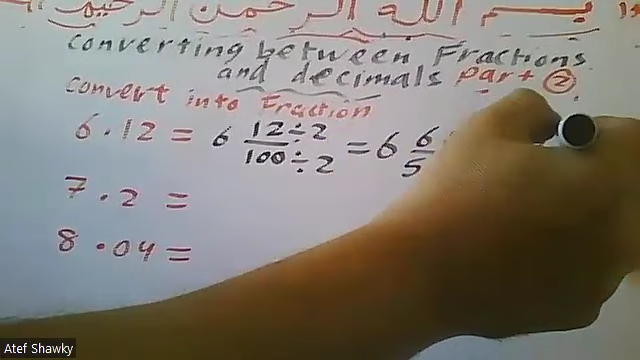 بسم الله الرحمن الرحيم
Converting between Fractions
and decimals part ②
Convert into Fraction
6.12 = 6 12÷2/100÷2 = 6 6/5
7.2 =
8.04 =
Atef Shawky